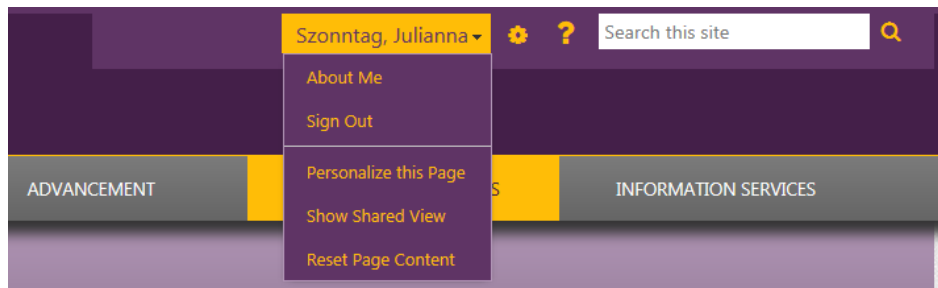 Szonntag, Julianna
?
Search this site
About Me
Sign Out
Personalize this Page
Show Shared View
Reset Page Content
ADVANCEMENT
S
INFORMATION SERVICES